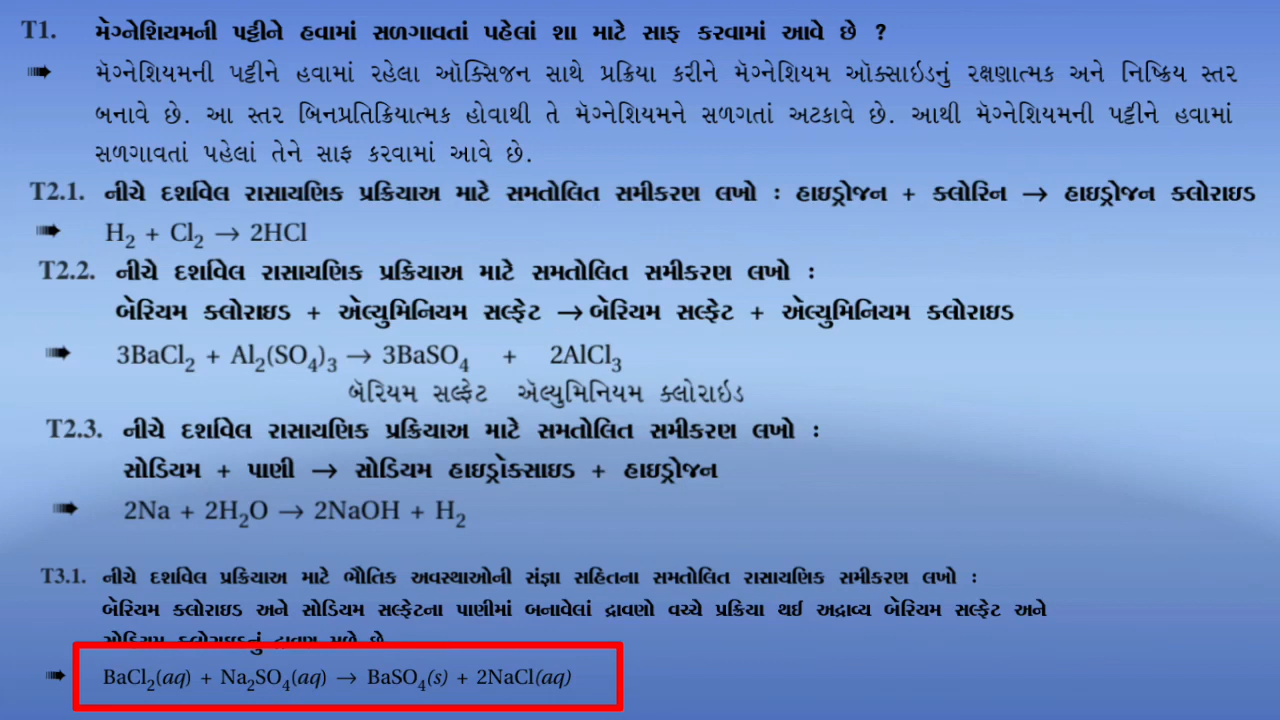 T1. મૅગ્નેશિયમની પટ્ટીને હવામાં સળગાવતાં પહેલાં શા માટે સાફ કરવામાં આવે છે ?
➠ મૅગ્નેશિયમની પટ્ટીને હવામાં રહેલા ઑક્સિજન સાથે પ્રક્રિયા કરીને મૅગ્નેશિયમ ઑક્સાઇડનું રક્ષણાત્મક અને નિષ્ક્રિય સ્તર
બનાવે છે. આ સ્તર બિનપ્રતિક્રિયાત્મક હોવાથી તે મૅગ્નેશિયમને સળગતાં અટકાવે છે. આથી મૅગ્નેશિયમની પટ્ટીને હવામાં
સળગાવતાં પહેલાં તેને સાફ કરવામાં આવે છે.
T2.1. નીચે દર્શાવેલ રાસાયણિક પ્રક્રિયાઅ માટે સમતોલિત સમીકરણ લખો : હાઇડ્રોજન + ક્લોરિન → હાઇડ્રોજન ક્લોરાઇડ
➠ H₂ + Cl₂ → 2HCl
T2.2. નીચે દર્શાવેલ રાસાયણિક પ્રક્રિયાઅ માટે સમતોલિત સમીકરણ લખો :
બૅરિયમ ક્લોરાઇડ + ઍલ્યુમિનિયમ સલ્ફેટ → બૅરિયમ સલ્ફેટ + ઍલ્યુમિનિયમ ક્લોરાઇડ
➠ 3BaCl₂ + Al₂(SO₄)₃ → 3BaSO₄ + 2AlCl₃
બૅરિયમ સલ્ફેટ ઍલ્યુમિનિયમ ક્લોરાઇડ
T2.3. નીચે દર્શાવેલ રાસાયણિક પ્રક્રિયાઅ માટે સમતોલિત સમીકરણ લખો :
સોડિયમ + પાણી → સોડિયમ હાઇડ્રૉક્સાઇડ + હાઇડ્રોજન
➠ 2Na + 2H₂O → 2NaOH + H₂
T3.1. નીચે દર્શાવેલ પ્રક્રિયાઅ માટે ભૌતિક અવસ્થાઓની સંજ્ઞા સહિતના સમતોલિત રાસાયણિક સમીકરણ લખો :
બૅરિયમ ક્લોરાઇડ અને સોડિયમ સલ્ફેટના પાણીમાં બનાવેલાં દ્રાવણો વચ્ચે પ્રક્રિયા થઈ અદ્રાવ્ય બૅરિયમ સલ્ફેટ અને
સોડિયમ ક્લોરાઇડનું દ્રાવણ મળે છે.
➠ BaCl₂(aq) + Na₂SO₄(aq) → BaSO₄(s) + 2NaCl(aq)